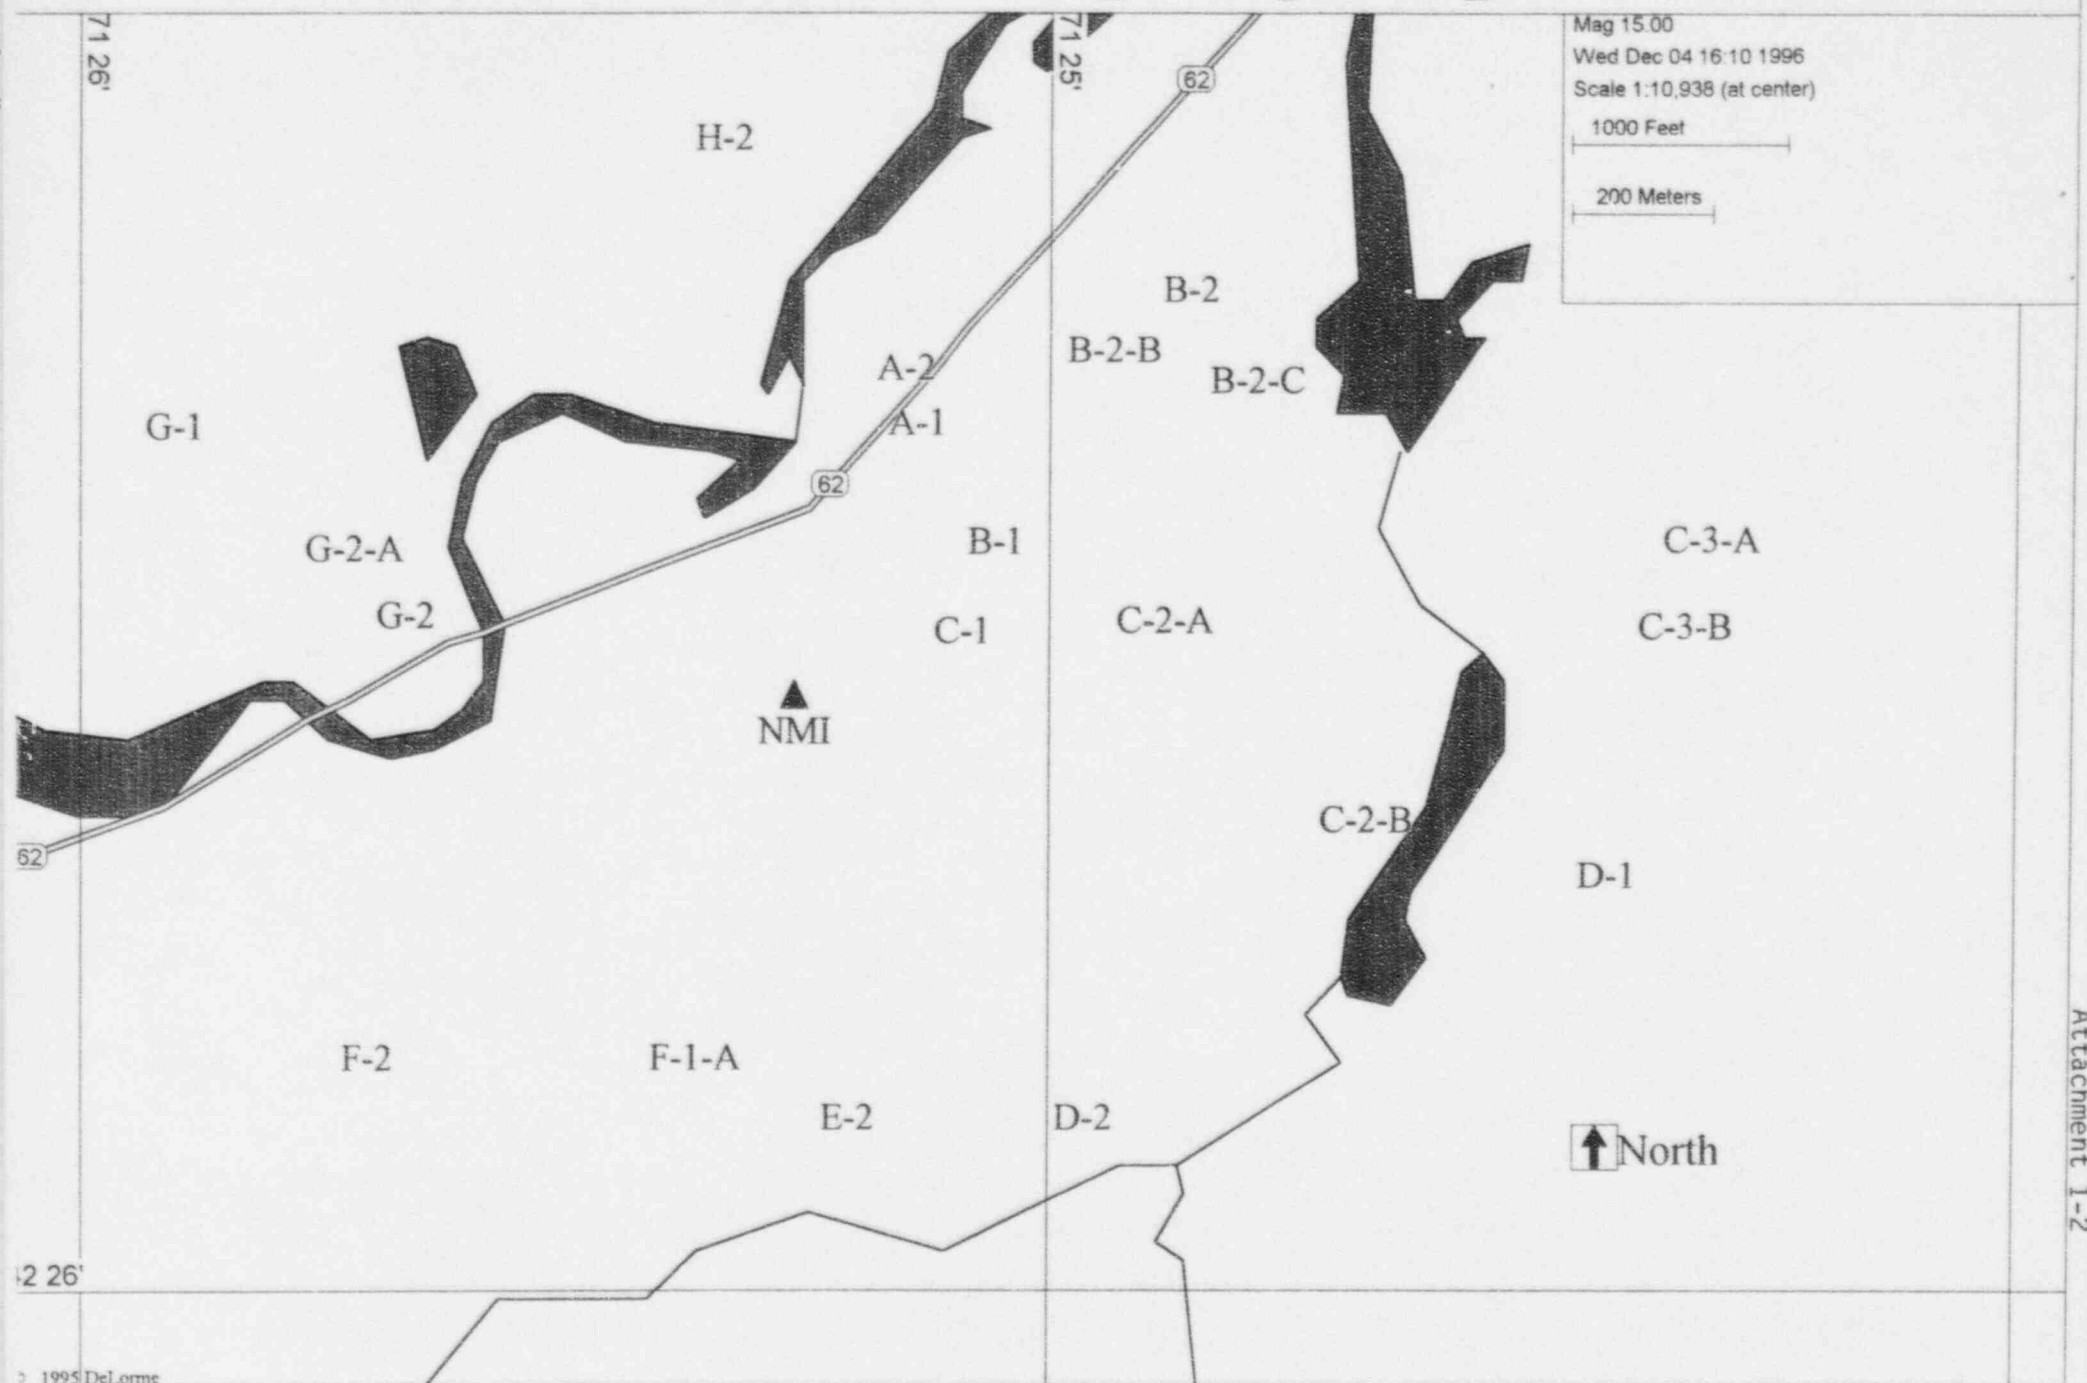 71 26'
71 25'
62
Mag 15.00
Wed Dec 04 16:10 1996
Scale 1:10,938 (at center)
1000 Feet
200 Meters
H-2
B-2
B-2-B
A-2
B-2-C
G-1
A-1
62
B-1
C-3-A
G-2-A
G-2
C-1
C-2-A
C-3-B
NMI
C-2-B
62
D-1
F-2
F-1-A
E-2
D-2
North
Attachment 1-2
2 26'
1995 DeLorme